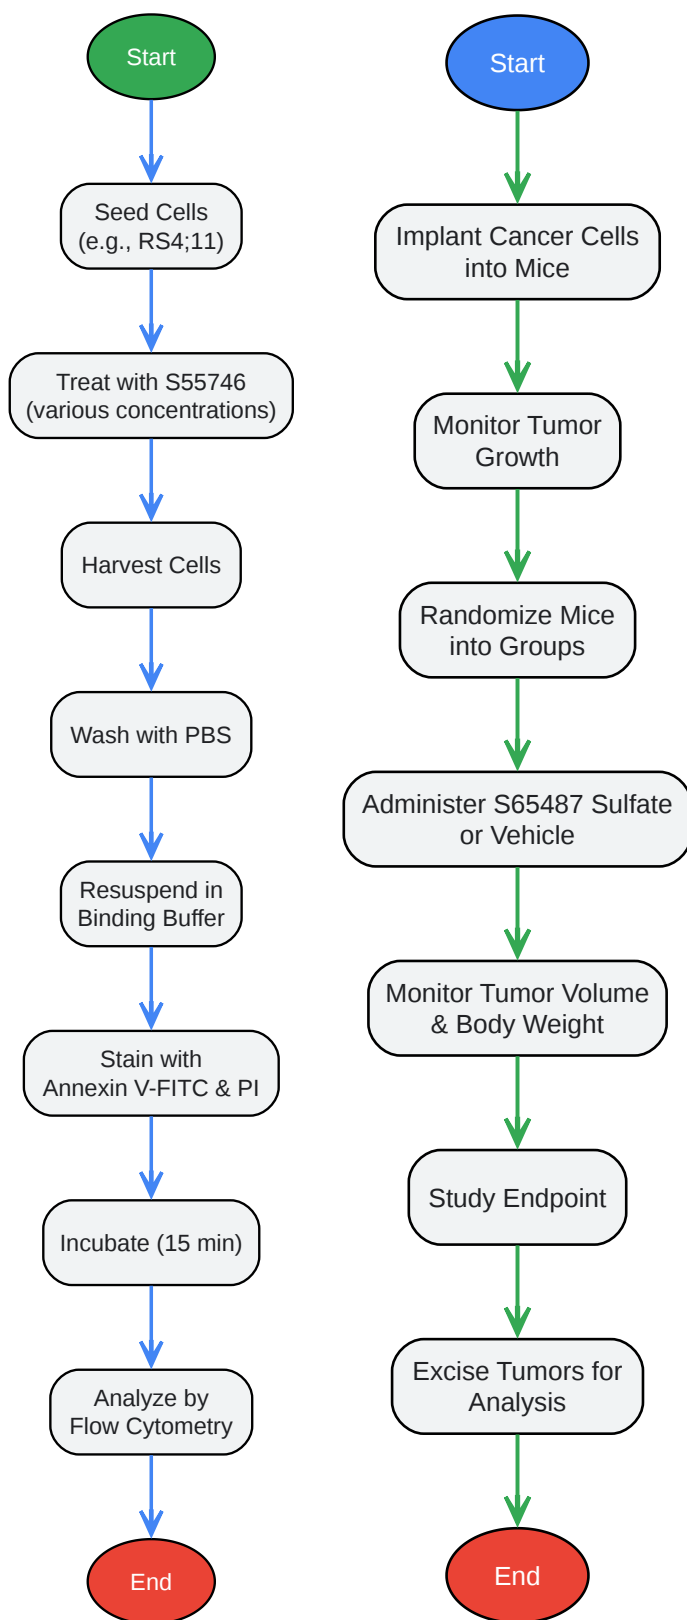 Start
Seed Cells
(e.g., RS4;11)
Treat with S55746
(various concentrations)
Harvest Cells
Wash with PBS
Resuspend in
Binding Buffer
Stain with
Annexin V-FITC & PI
Incubate (15 min)
Analyze by
Flow Cytometry
End
Start
Implant Cancer Cells
into Mice
Monitor Tumor
Growth
Randomize Mice
into Groups
Administer S65487 Sulfate
or Vehicle
Monitor Tumor Volume
& Body Weight
Study Endpoint
Excise Tumors for
Analysis
End